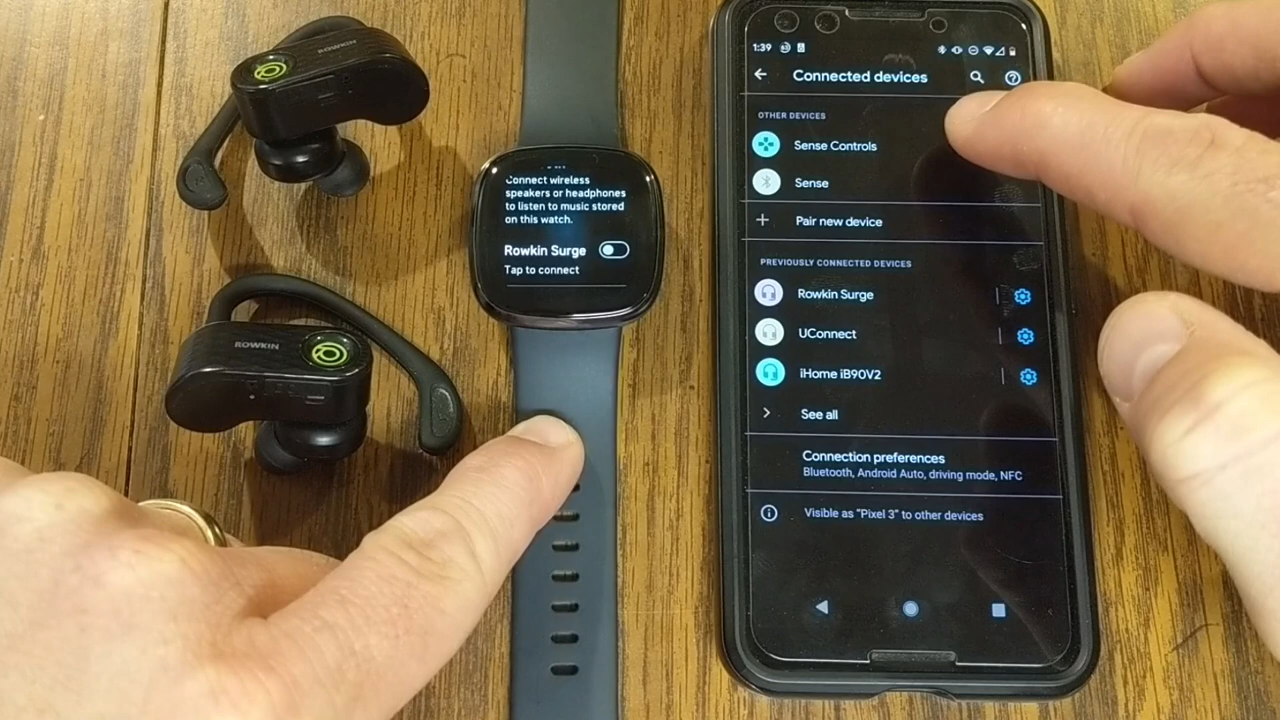 ROWKIN
ROWKIN
Connect wireless
speakers or headphones
to listen to music stored
on this watch.
Rowkin Surge
Tap to connect
1:39
Connected devices
OTHER DEVICES
Sense Controls
Sense
Pair new device
PREVIOUSLY CONNECTED DEVICES
Rowkin Surge
UConnect
iHome iB90V2
See all
Connection preferences
Bluetooth, Android Auto, driving mode, NFC
Visible as "Pixel 3" to other devices